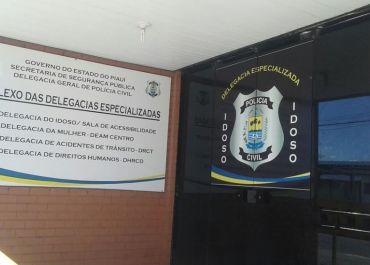 GOVERNO DO ESTADO DO PIAUÍ
SECRETARIA DE SEGURANÇA PÚBLICA
DELEGACIA GERAL DE POLÍCIA CIVIL
LEXO DAS DELEGACIAS ESPECIALIZADAS
DELEGACIA DO IDOSO/ SALA DE ACESSIBILIDADE
DELEGACIA DA MULHER - DEAM CENTRO
DELEGACIA DE ACIDENTES DE TRÂNSITO - DRCT
DELEGACIA DE DIREITOS HUMANOS - DHRCD
DELEGACIA ESPECIALIZADA
IDOSO
POLÍCIA
CIVIL
IDOSO